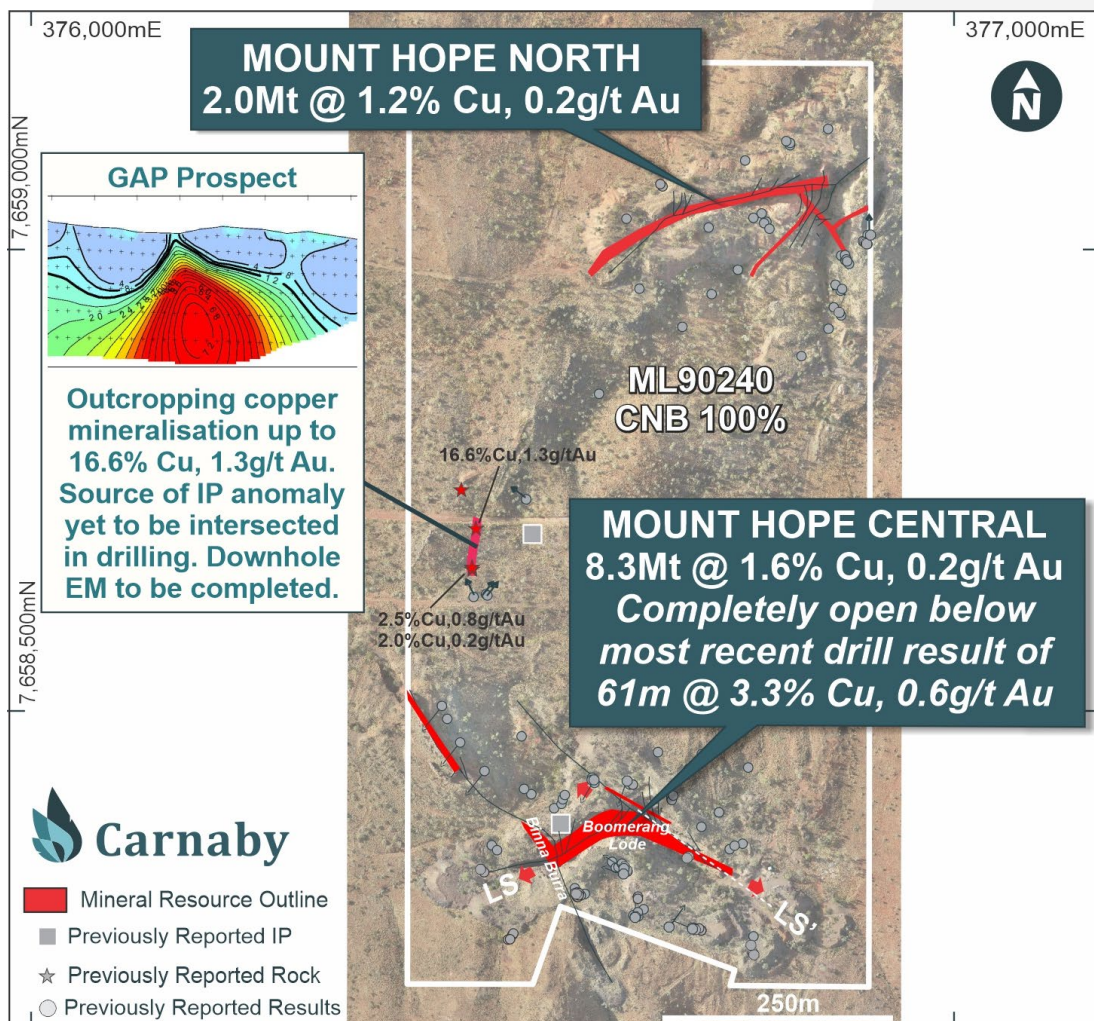 376,000mE
377,000mE
7,659,000mN
7,658,500mN
MOUNT HOPE NORTH
2.0Mt @ 1.2% Cu, 0.2g/t Au
N
GAP Prospect
Outcropping copper
mineralisation up to
16.6% Cu, 1.3g/t Au.
Source of IP anomaly
yet to be intersected
in drilling. Downhole
EM to be completed.
ML90240
CNB 100%
16.6%Cu,1.3g/tAu
2.5%Cu,0.8g/tAu
2.0%Cu,0.2g/tAu
MOUNT HOPE CENTRAL
8.3Mt @ 1.6% Cu, 0.2g/t Au
Completely open below
most recent drill result of
61m @ 3.3% Cu, 0.6g/t Au
Boomerang
Lode
Binna Burra
LS
LS'
Carnaby
Mineral Resource Outline
Previously Reported IP
Previously Reported Rock
Previously Reported Results
250m